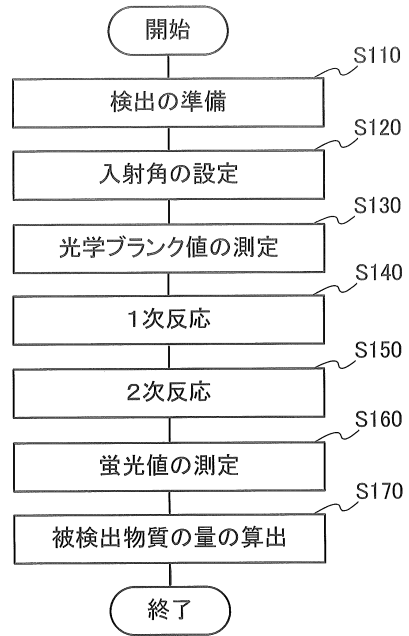 開始
S110
検出の準備
S120
入射角の設定
S130
光学ブランク値の測定
S140
1次反応
S150
2次反応
S160
蛍光値の測定
S170
被検出物質の量の算出
終了